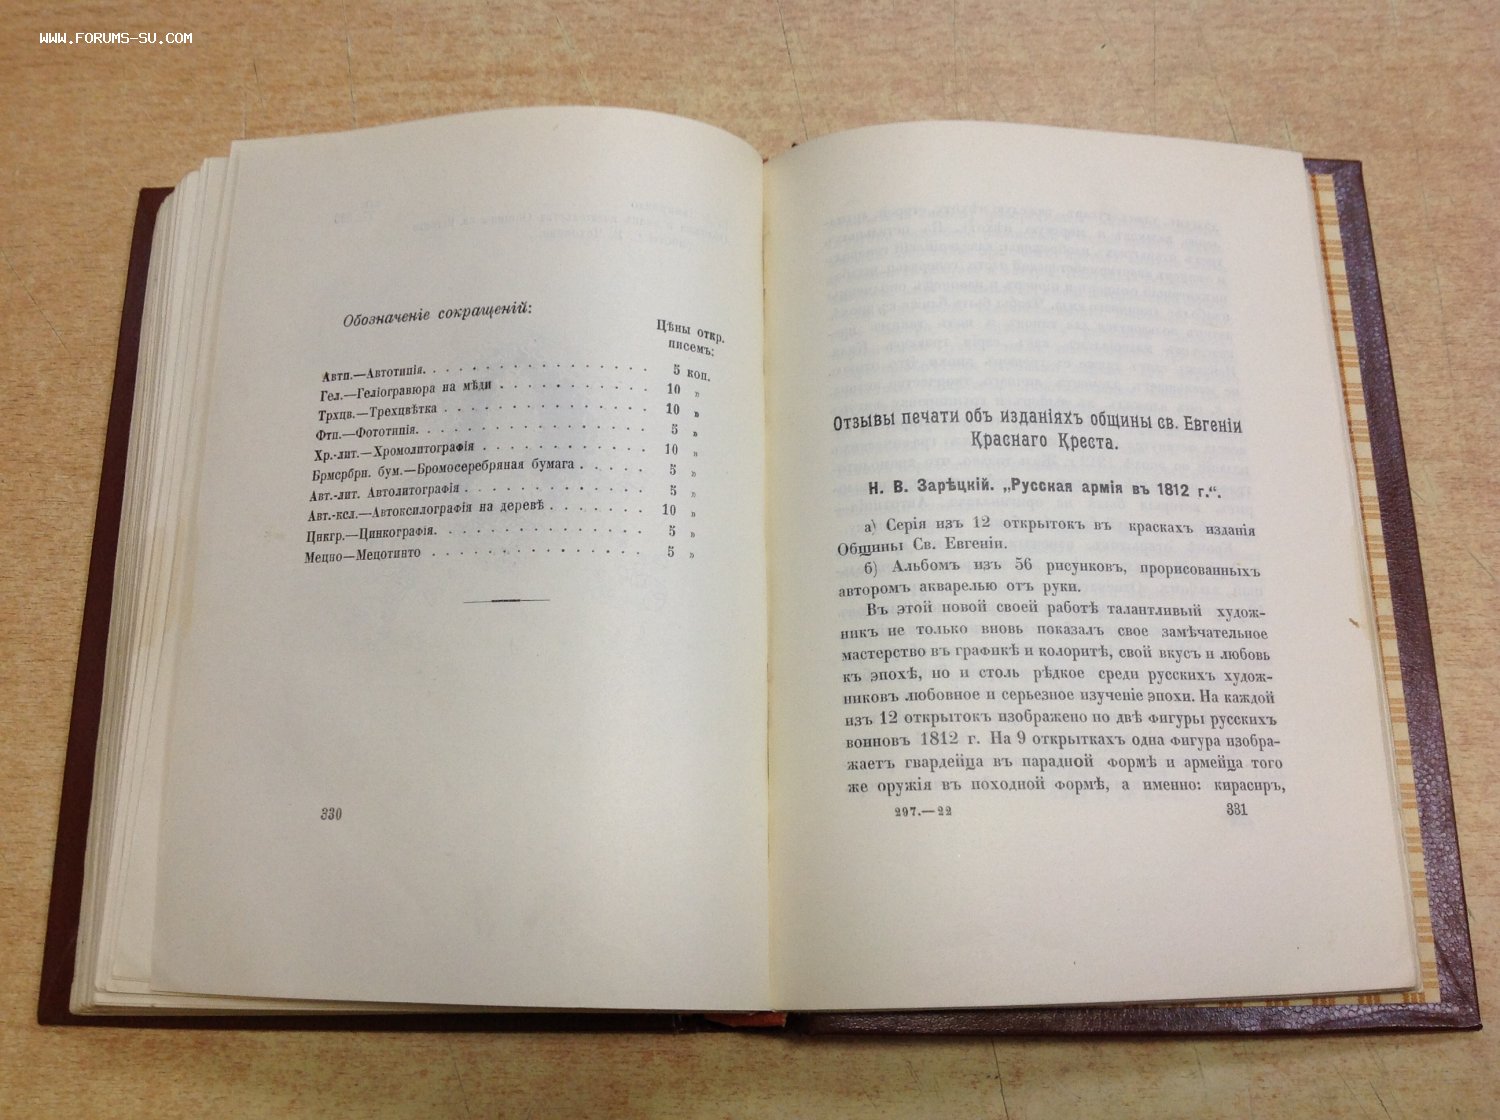 WWW.FORUMS-SU.COM
Обозначеніе сокращеній:
Цѣны откр.
писемъ:
Автп.—Автотипія. . . . . . . . . . . . . . . . 5 коп.
Гел.—Геліогравюра на мѣди . . . . . . . . . . . 10 „
Трхцв.—Трехцвѣтка . . . . . . . . . . . . . . . 10 „
Фтп.—Фототипія. . . . . . . . . . . . . . . . . 5 „
Хр.-лит.—Хромолитографія . . . . . . . . . . . . 10 „
Брмсрбрн. бум.—Бромосеребряная бумага . . . . . 5 „
Авт.-лит. Автолитографія . . . . . . . . . . . . 5 „
Авт.-ксл.—Автоксилографія на деревѣ . . . . . . . 10 „
Цнкгр.—Цинкографія. . . . . . . . . . . . . . . 5 „
Мецно—Мецотинто . . . . . . . . . . . . . . . . 5 „
330
Отзывы печати объ изданіяхъ общины св. Евгеніи
Краснаго Креста.
Н. В. Зарѣцкій. „Русская армія въ 1812 г.“.
а) Серія изъ 12 открытокъ въ краскахъ изданія
Общины Св. Евгеніи.
б) Альбомъ изъ 56 рисунковъ, прорисованныхъ
авторомъ акварелью отъ руки.
Въ этой новой своей работѣ талантливый худож-
никъ не только вновь показалъ свое замѣчательное
мастерство въ графикѣ и колоритѣ, свой вкусъ и любовь
къ эпохѣ, но и столь рѣдкое среди русскихъ худож-
никовъ любовное и серьезное изученіе эпохи. На каждой
изъ 12 открытокъ изображено по двѣ фигуры русскихъ
воиновъ 1812 г. На 9 открыткахъ одна фигура изобра-
жаетъ гвардейца въ парадной формѣ и армейца того
же оружія въ походной формѣ, а именно: кирасиръ,
297.—22
331